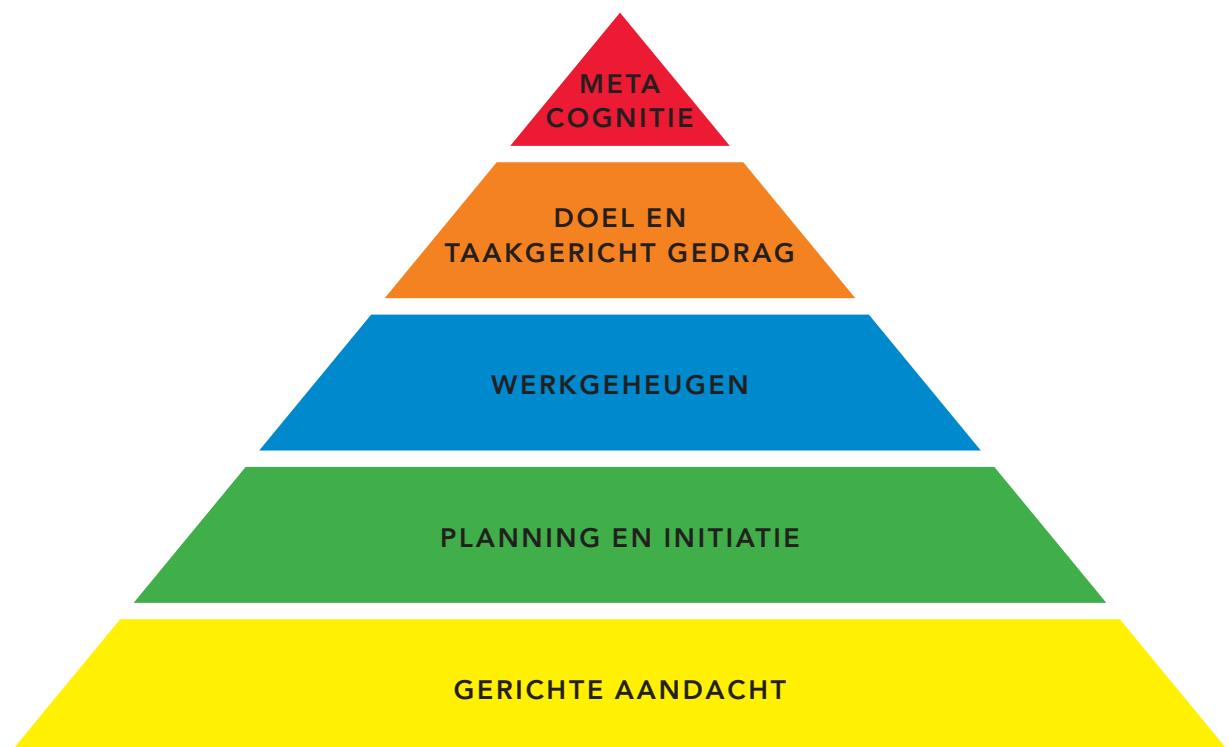 META
COGNITIE
DOEL EN
TAAKGERICHT GEDRAG
WERKGEHEUGEN
PLANNING EN INITIATIE
GERICHTE AANDACHT